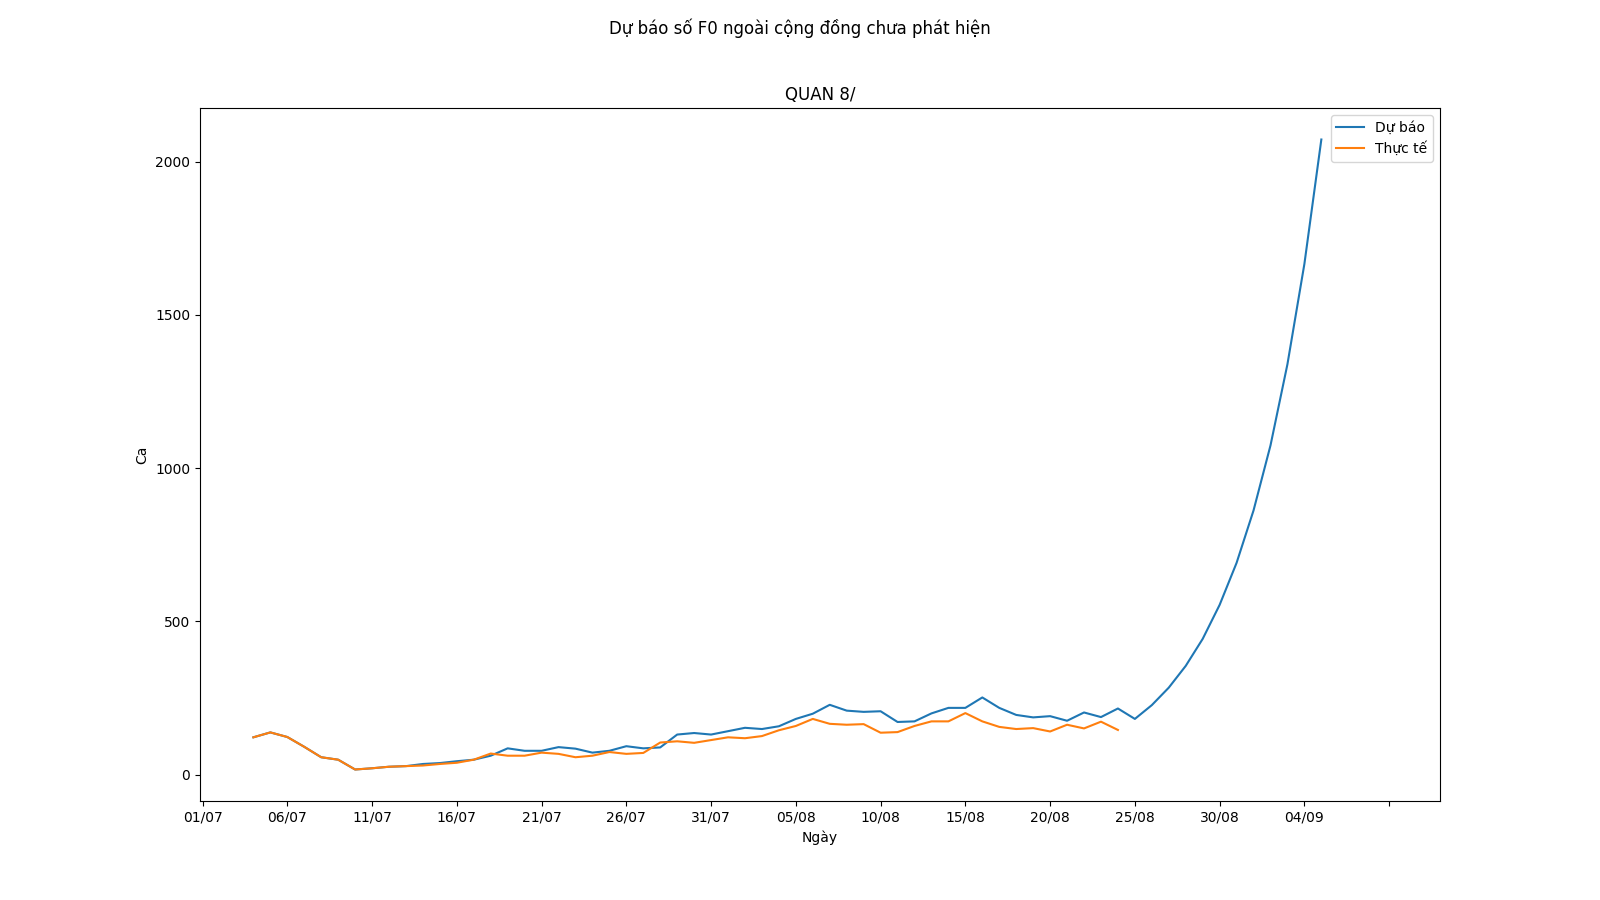 Dự báo số F0 ngoài cộng đồng chưa phát hiện
QUAN 8/
Dự báo
Thực tế
2000
1500
1000
500
0
Ca
01/07 06/07 11/07 16/07 21/07 26/07 31/07 05/08 10/08 15/08 20/08 25/08 30/08 04/09
Ngày